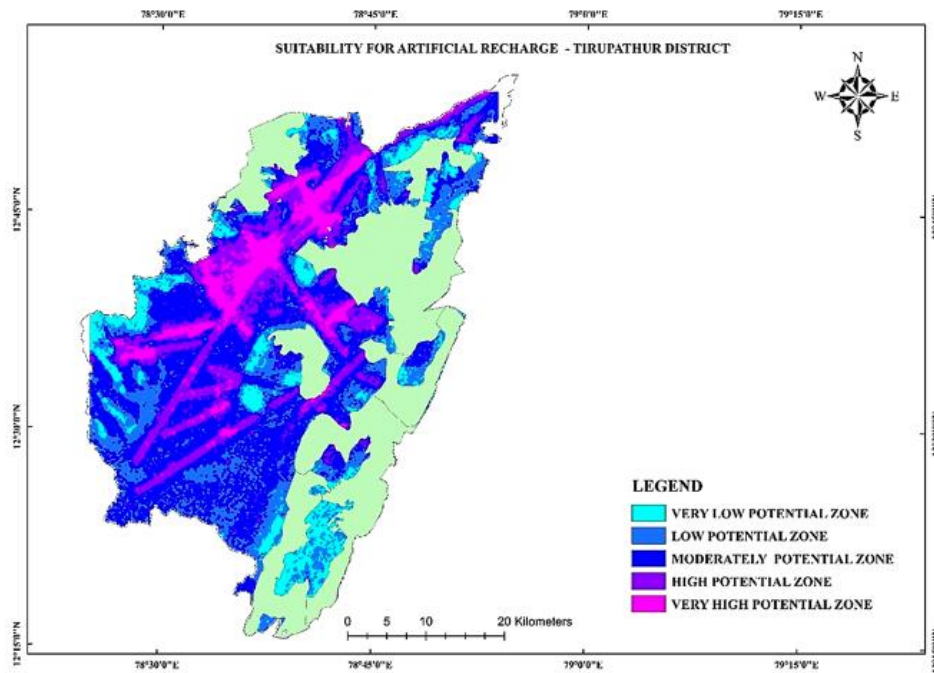 78°30'0"E 78°45'0"E 79°0'0"E 79°15'0"E
SUITABILITY FOR ARTIFICIAL RECHARGE - TIRUPATHUR DISTRICT
N
W E
S
12°45'0"N
12°30'0"N
12°15'0"N
LEGEND
VERY LOW POTENTIAL ZONE
LOW POTENTIAL ZONE
MODERATELY POTENTIAL ZONE
HIGH POTENTIAL ZONE
VERY HIGH POTENTIAL ZONE
0 5 10 20 Kilometers
78°30'0"E 78°45'0"E 79°0'0"E 79°15'0"E